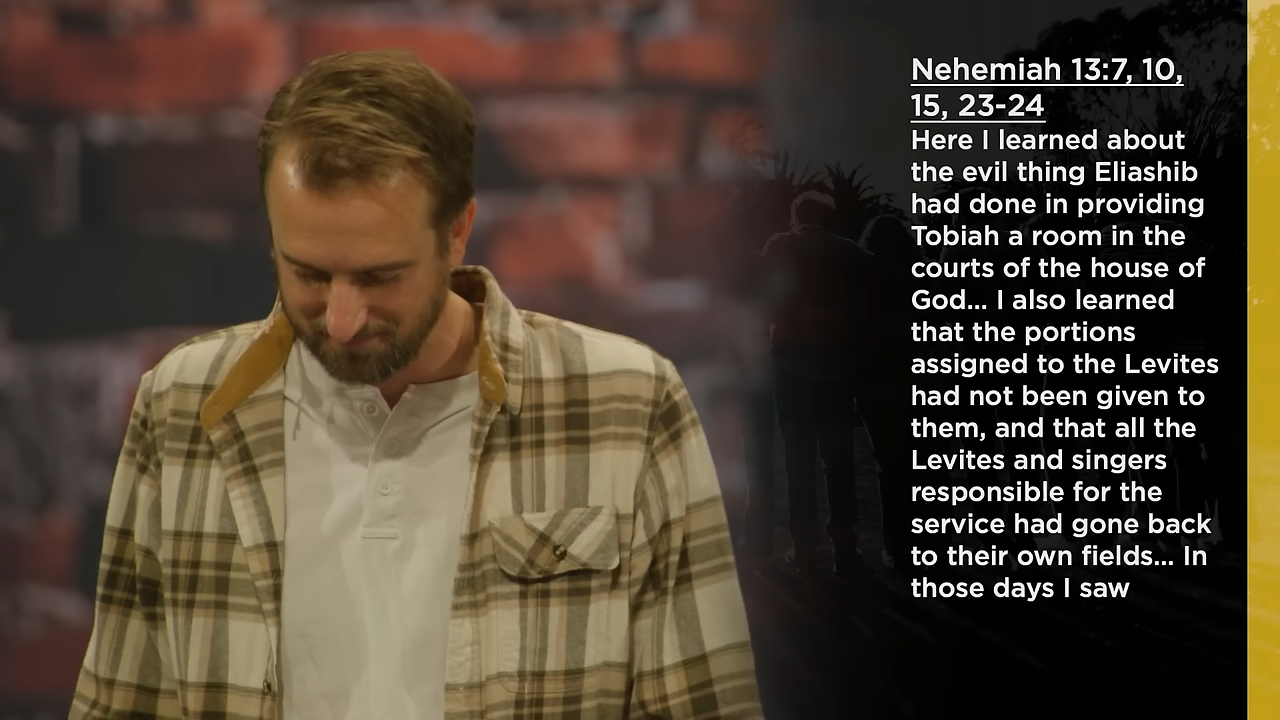 Nehemiah 13:7, 10,
15, 23-24
Here I learned about
the evil thing Eliashib
had done in providing
Tobiah a room in the
courts of the house of
God... I also learned
that the portions
assigned to the Levites
had not been given to
them, and that all the
Levites and singers
responsible for the
service had gone back
to their own fields... In
those days I saw